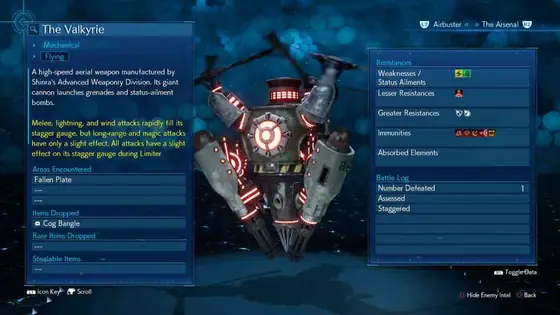 The Valkyrie
L2 Airbuster « » The Arsenal R2
Mechanical
Flying
A high-speed aerial weapon manufactured by
Shinra's Advanced Weaponry Division. Its giant
cannon launches grenades and status-ailment
bombs.
Melee, lightning, and wind attacks rapidly fill its
stagger gauge, but long-range and magic attacks
have only a slight effect. All attacks have a slight
effect on its stagger gauge during Limiter
Areas Encountered
Fallen Plate
---
---
Items Dropped
Cog Bangle
Rare Items Dropped
---
Stealable Items
---
Resistances
Weaknesses /
Status Ailments
Lesser Resistances
Greater Resistances
Immunities
Absorbed Elements
Battle Log
Number Defeated 1
Assessed
Staggered
Toggle Data
Icon Key Scroll
Hide Enemy Intel Back